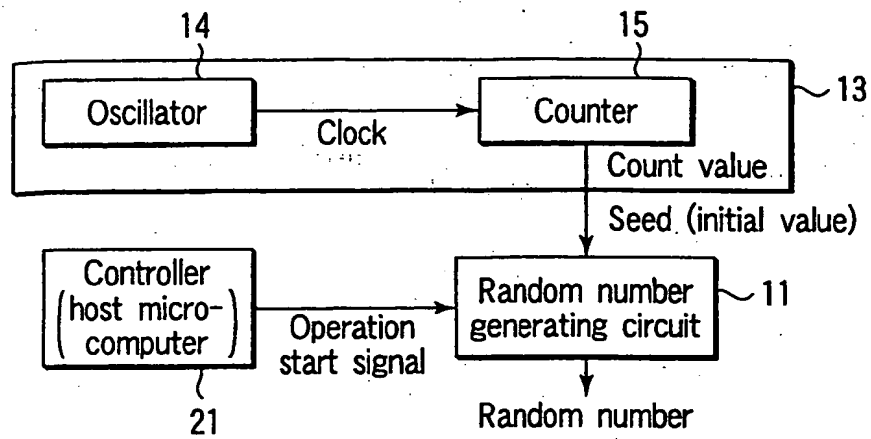 14
15
13
Oscillator
Clock
Counter
Count value
Seed (initial value)
Controller
(host micro-
computer)
Operation
start signal
Random number
generating circuit
11
21
Random number